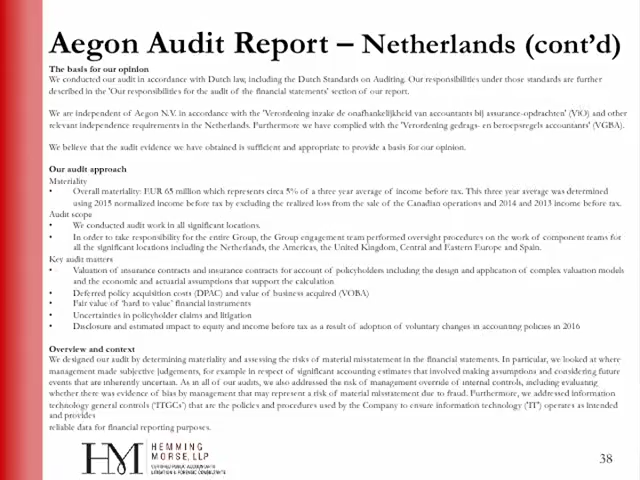 Aegon Audit Report – Netherlands (cont'd)
The basis for our opinion
We conducted our audit in accordance with Dutch law, including the Dutch Standards on Auditing. Our responsibilities under those standards are further
described in the 'Our responsibilities for the audit of the financial statements' section of our report.
We are independent of Aegon N.V. in accordance with the 'Verordening inzake de onafhankelijkheid van accountants bij assurance-opdrachten' (ViO) and other
relevant independence requirements in the Netherlands. Furthermore we have complied with the 'Verordening gedrags- en beroepsregels accountants' (VGBA).
We believe that the audit evidence we have obtained is sufficient and appropriate to provide a basis for our opinion.
Our audit approach
Materiality
• Overall materiality: EUR 65 million which represents circa 5% of a three year average of income before tax. This three year average was determined
using 2015 normalized income before tax by excluding the realized loss from the sale of the Canadian operations and 2014 and 2013 income before tax.
Audit scope
• We conducted audit work in all significant locations.
• In order to take responsibility for the entire Group, the Group engagement team performed oversight procedures on the work of component teams for
all the significant locations including the Netherlands, the Americas, the United Kingdom, Central and Eastern Europe and Spain.
Key audit matters
• Valuation of insurance contracts and insurance contracts for account of policyholders including the design and application of complex valuation models
and the economic and actuarial assumptions that support the calculation
• Deferred policy acquisition costs (DPAC) and value of business acquired (VOBA)
• Fair value of 'hard to value' financial instruments
• Uncertainties in policyholder claims and litigation
• Disclosure and estimated impact to equity and income before tax as a result of adoption of voluntary changes in accounting policies in 2016
Overview and context
We designed our audit by determining materiality and assessing the risks of material misstatement in the financial statements. In particular, we looked at where
management made subjective judgements, for example in respect of significant accounting estimates that involved making assumptions and considering future
events that are inherently uncertain. As in all of our audits, we also addressed the risk of management override of internal controls, including evaluating
whether there was evidence of bias by management that may represent a risk of material misstatement due to fraud. Furthermore, we addressed information
technology general controls ('ITGCs') that are the policies and procedures used by the Company to ensure information technology ('IT') operates as intended
and provides
reliable data for financial reporting purposes.
HM
HEMMING
MORSE, LLP
CERTIFIED PUBLIC ACCOUNTANTS
LITIGATION & FORENSIC CONSULTANTS
38